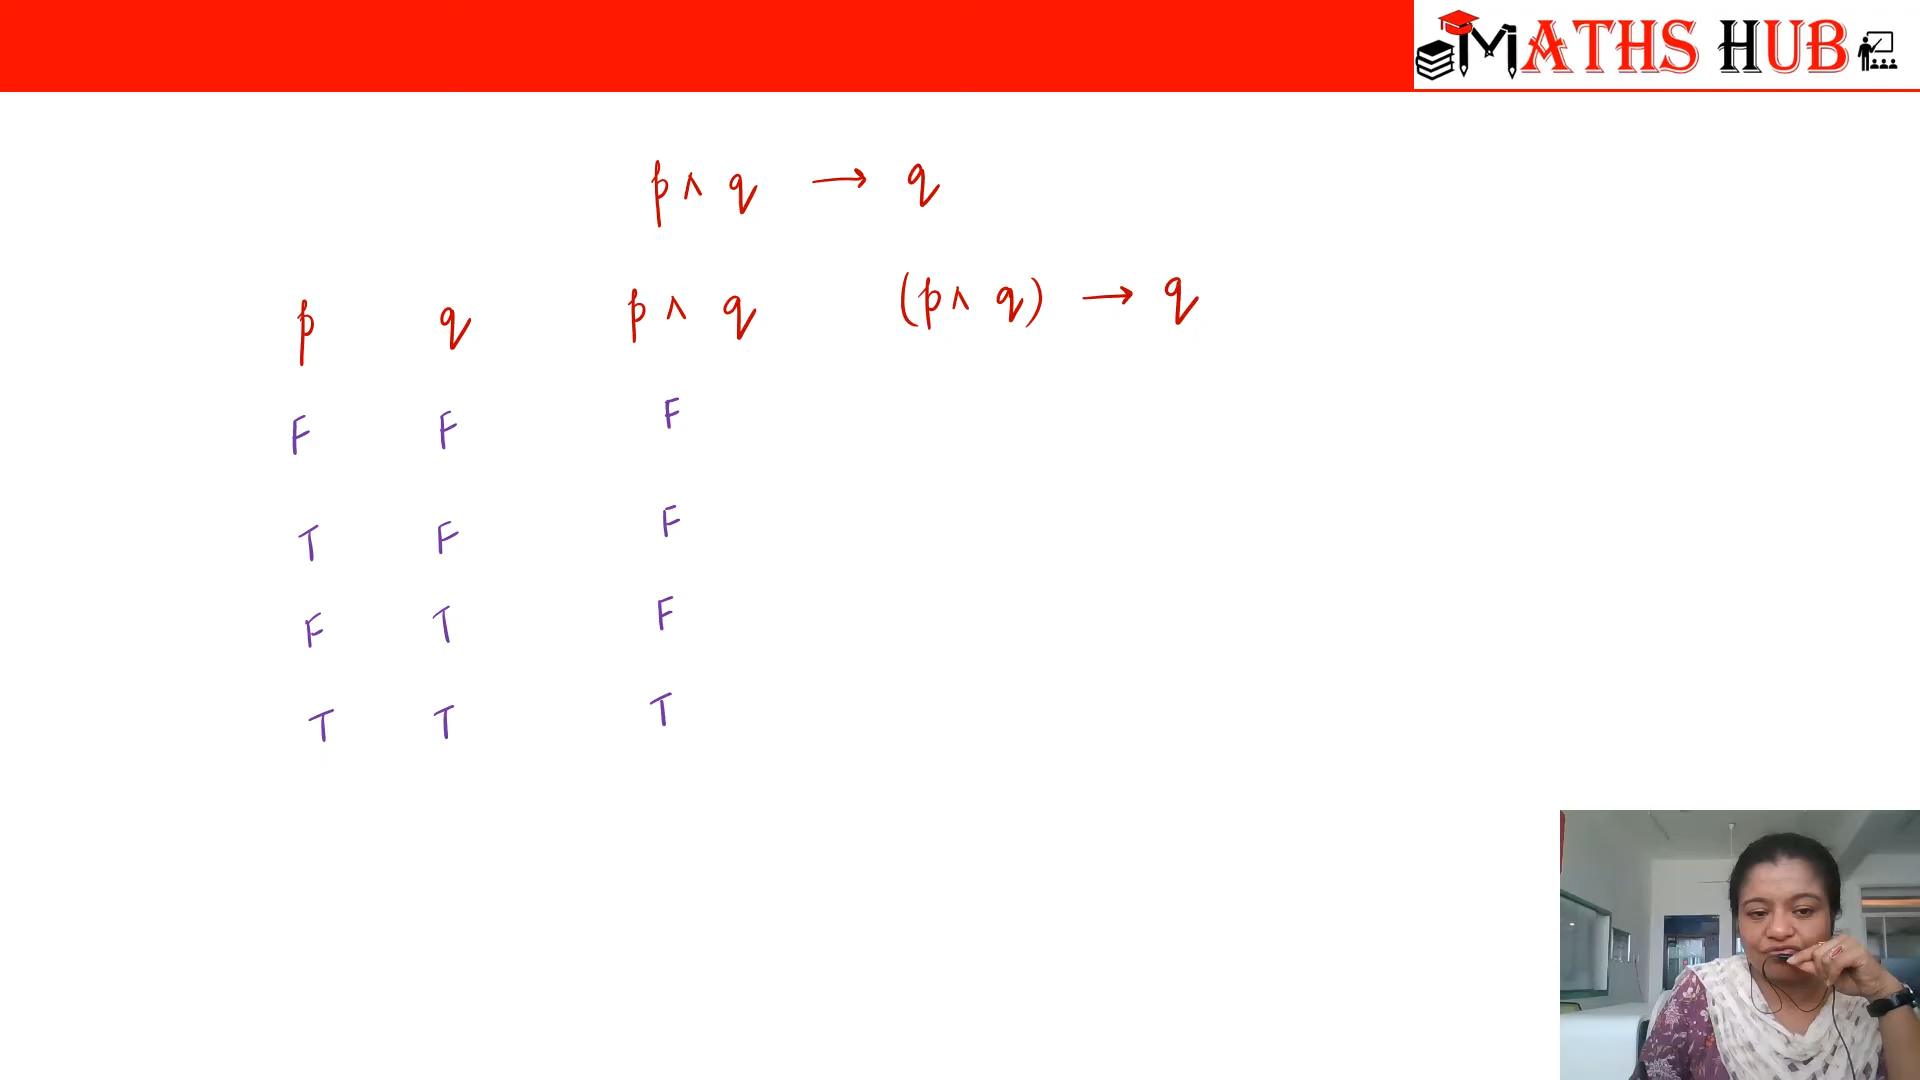 MATHS HUB
p ∧ q → q
p q p ∧ q (p ∧ q) → q
F F F
T F F
F T F
T T T